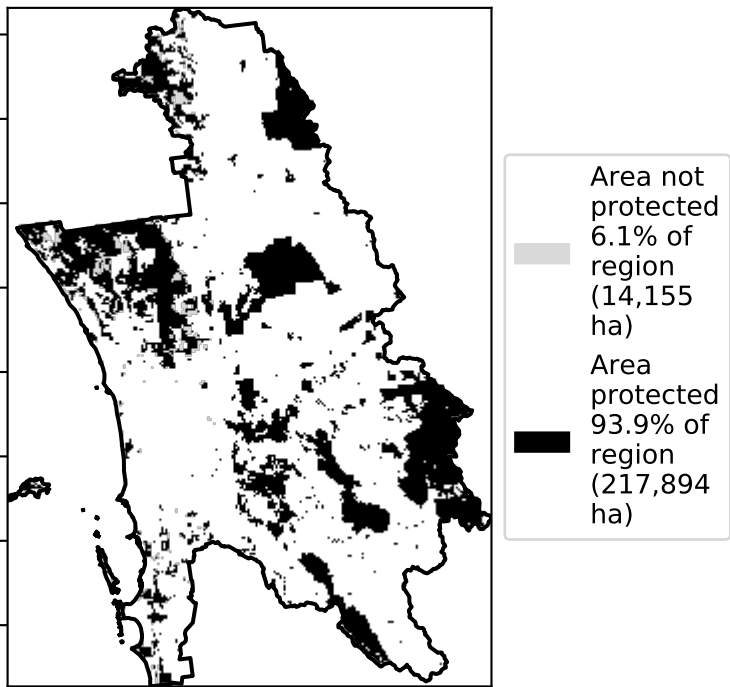 Area not
protected
6.1% of
region
(14,155
ha)
Area
protected
93.9% of
region
(217,894
ha)